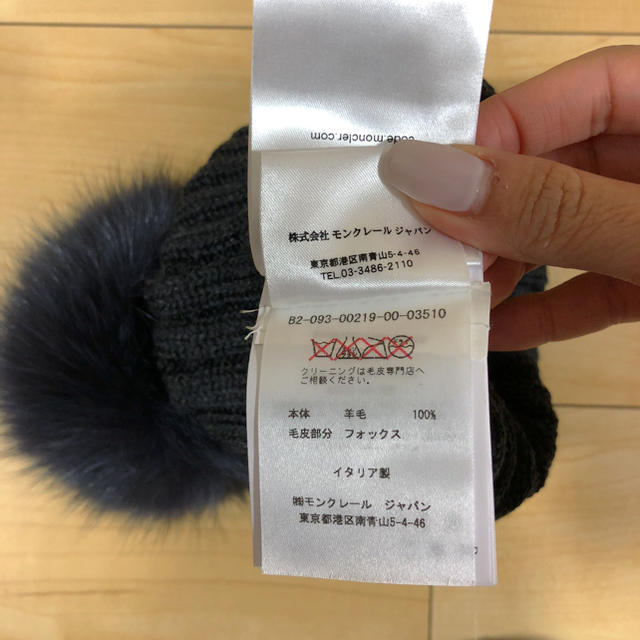 code.moncler.com
株式会社 モンクレール ジャパン
東京都港区南青山5-4-46
TEL.03-3486-2110
B2-093-00219-00-03510
クリーニングは毛皮専門店へ
ご相談ください。
本体 羊毛 100%
毛皮部分 フォックス
イタリア製
㈱モンクレール ジャパン
東京都港区南青山5-4-46